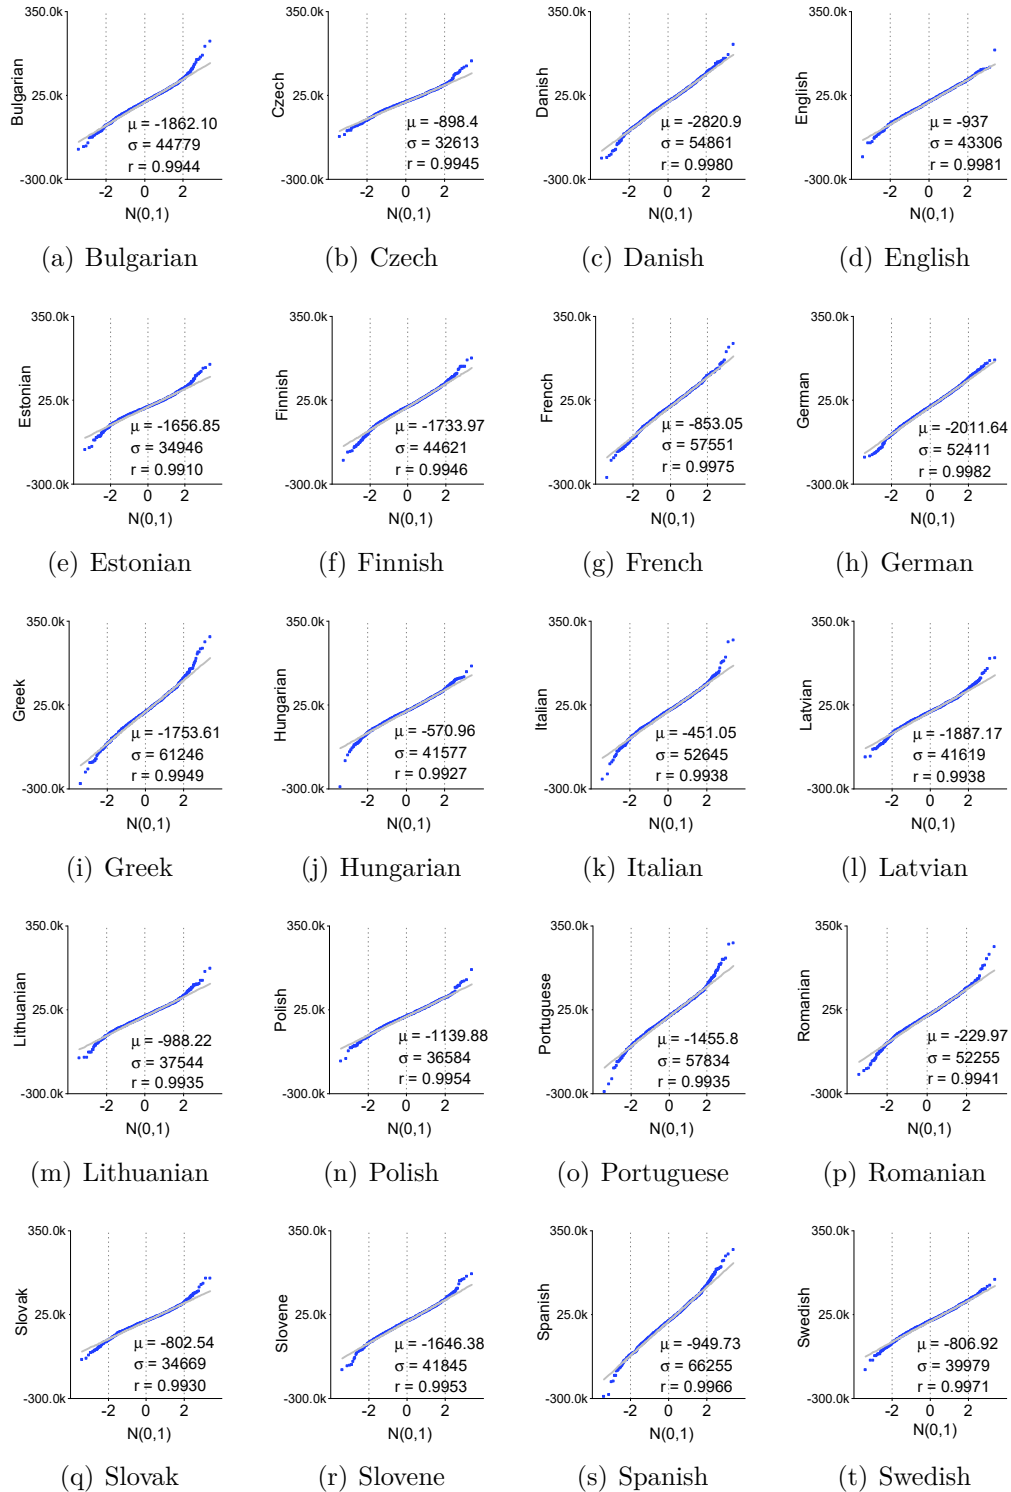 350.0k
25.0k
-300.0k
Bulgarian
μ = -1862.10
σ = 44779
r = 0.9944
-2 0 2
N(0,1)
(a) Bulgarian
350.0k
25.0k
-300.0k
Czech
μ = -898.4
σ = 32613
r = 0.9945
-2 0 2
N(0,1)
(b) Czech
350.0k
25.0k
-300.0k
Danish
μ = -2820.9
σ = 54861
r = 0.9980
-2 0 2
N(0,1)
(c) Danish
350.0k
25.0k
-300.0k
English
μ = -937
σ = 43306
r = 0.9981
-2 0 2
N(0,1)
(d) English
350.0k
25.0k
-300.0k
Estonian
μ = -1656.85
σ = 34946
r = 0.9910
-2 0 2
N(0,1)
(e) Estonian
350.0k
25.0k
-300.0k
Finnish
μ = -1733.97
σ = 44621
r = 0.9946
-2 0 2
N(0,1)
(f) Finnish
350.0k
25.0k
-300.0k
French
μ = -853.05
σ = 57551
r = 0.9975
-2 0 2
N(0,1)
(g) French
350.0k
25.0k
-300.0k
German
μ = -2011.64
σ = 52411
r = 0.9982
-2 0 2
N(0,1)
(h) German
350.0k
25.0k
-300.0k
Greek
μ = -1753.61
σ = 61246
r = 0.9949
-2 0 2
N(0,1)
(i) Greek
350.0k
25.0k
-300.0k
Hungarian
μ = -570.96
σ = 41577
r = 0.9927
-2 0 2
N(0,1)
(j) Hungarian
350.0k
25.0k
-300.0k
Italian
μ = -451.05
σ = 52645
r = 0.9938
-2 0 2
N(0,1)
(k) Italian
350.0k
25.0k
-300.0k
Latvian
μ = -1887.17
σ = 41619
r = 0.9938
-2 0 2
N(0,1)
(l) Latvian
350.0k
25.0k
-300.0k
Lithuanian
μ = -988.22
σ = 37544
r = 0.9935
-2 0 2
N(0,1)
(m) Lithuanian
350.0k
25.0k
-300.0k
Polish
μ = -1139.88
σ = 36584
r = 0.9954
-2 0 2
N(0,1)
(n) Polish
350.0k
25.0k
-300.0k
Portuguese
μ = -1455.8
σ = 57834
r = 0.9935
-2 0 2
N(0,1)
(o) Portuguese
350.0k
25.0k
-300.0k
Romanian
μ = -229.97
σ = 52255
r = 0.9941
-2 0 2
N(0,1)
(p) Romanian
350.0k
25.0k
-300.0k
Slovak
μ = -802.54
σ = 34669
r = 0.9930
-2 0 2
N(0,1)
(q) Slovak
350.0k
25.0k
-300.0k
Slovene
μ = -1646.38
σ = 41845
r = 0.9953
-2 0 2
N(0,1)
(r) Slovene
350.0k
25.0k
-300.0k
Spanish
μ = -949.73
σ = 66255
r = 0.9966
-2 0 2
N(0,1)
(s) Spanish
350.0k
25.0k
-300.0k
Swedish
μ = -806.92
σ = 39979
r = 0.9971
-2 0 2
N(0,1)
(t) Swedish